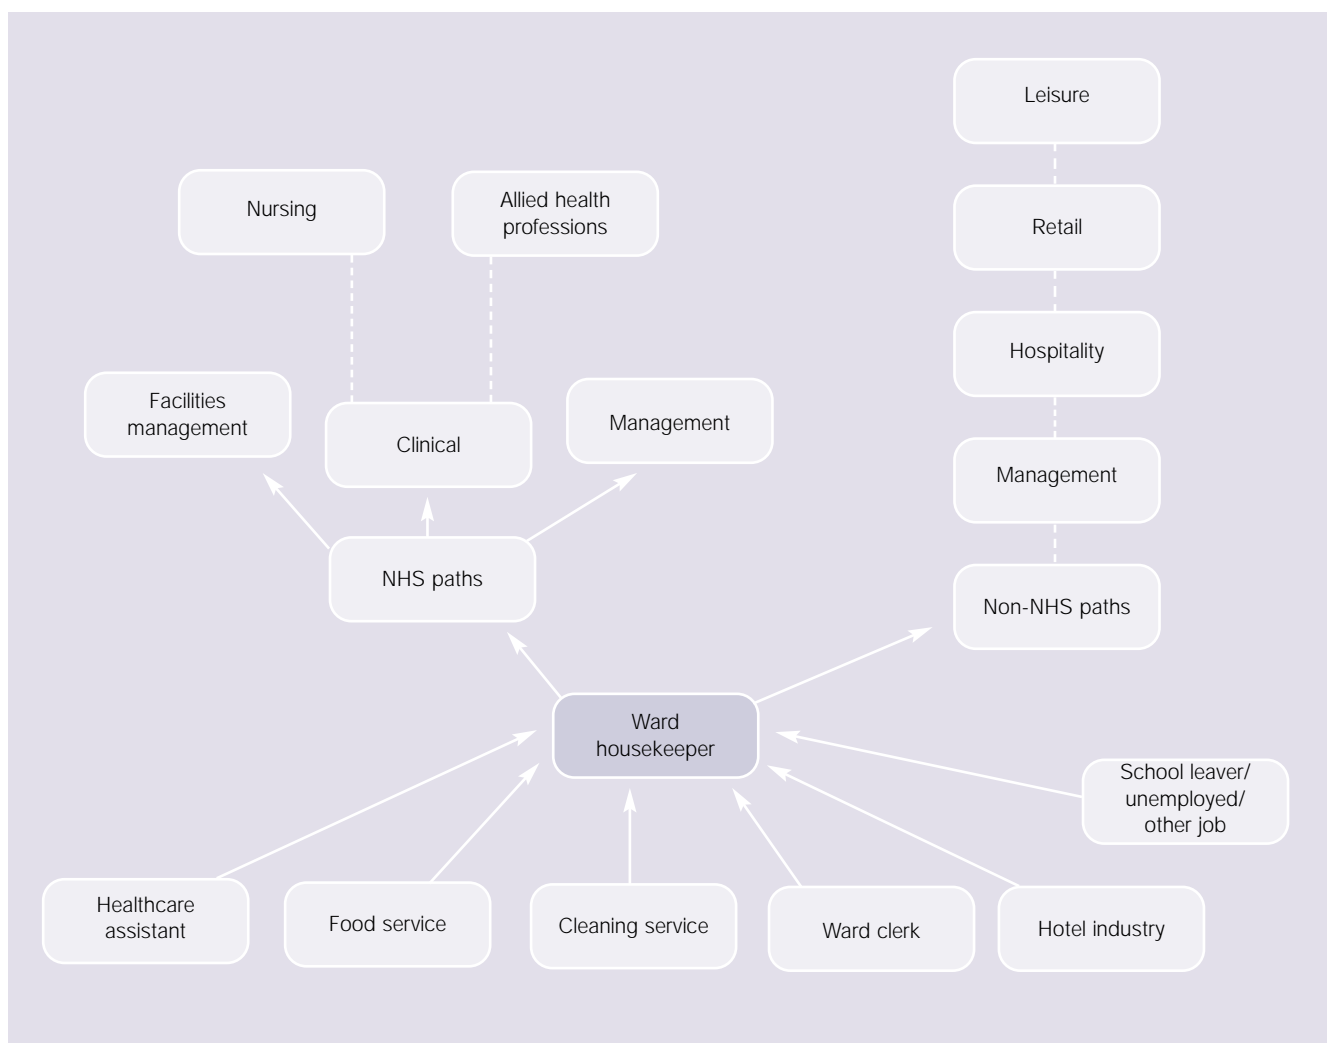 Leisure
Nursing
Allied health
professions
Retail
Hospitality
Facilities
management
Clinical
Management
Management
NHS paths
Non-NHS paths
Ward
housekeeper
School leaver/
unemployed/
other job
Healthcare
assistant
Food service
Cleaning service
Ward clerk
Hotel industry